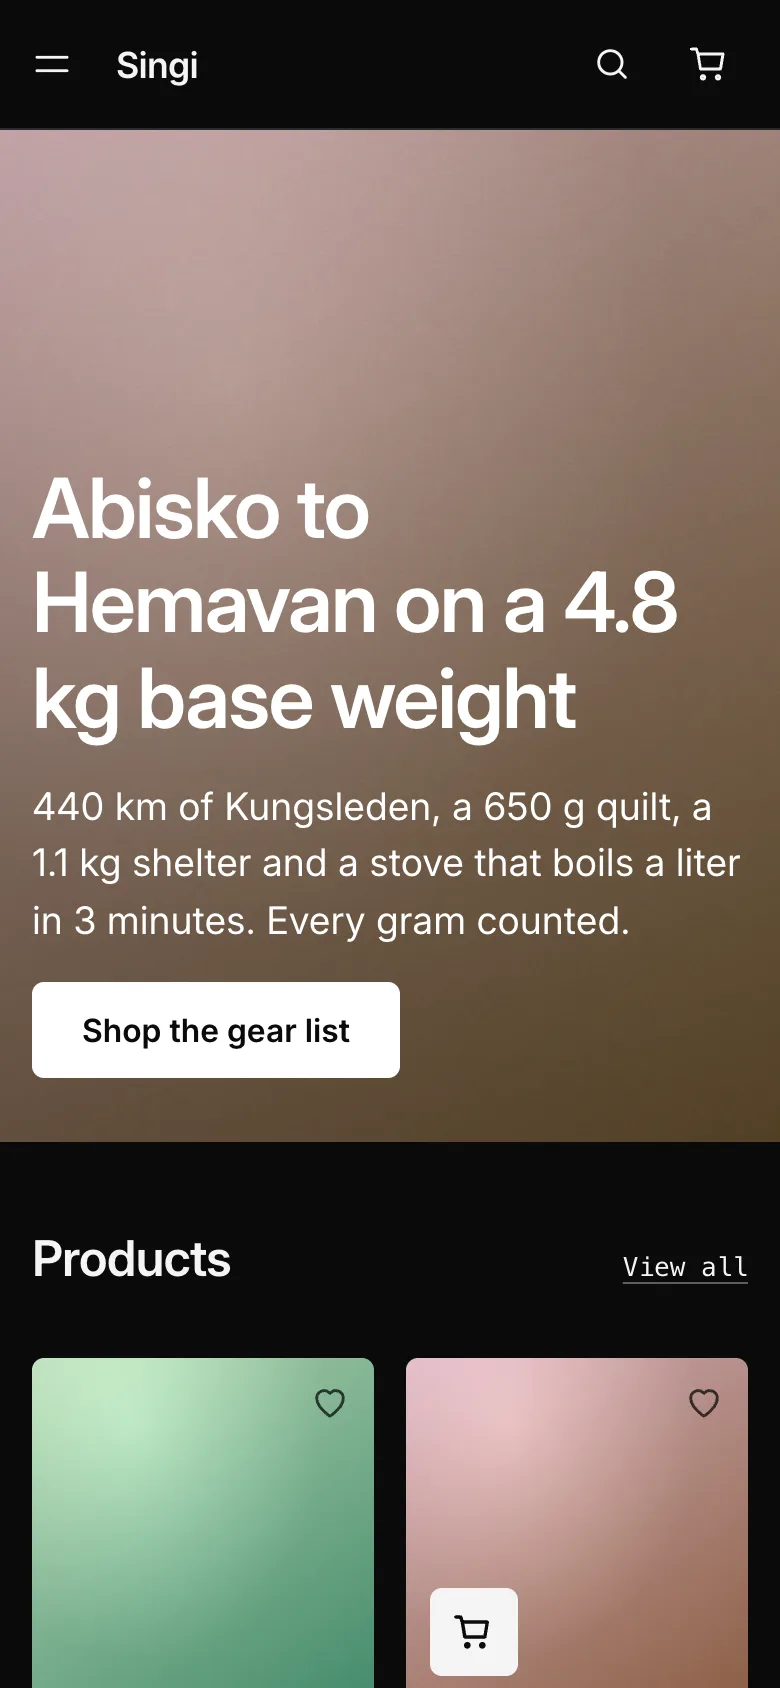 Singi
Abisko to
Hemavan on a 4.8
kg base weight
440 km of Kungsleden, a 650 g quilt, a
1.1 kg shelter and a stove that boils a liter
in 3 minutes. Every gram counted.
Shop the gear list
Products
View all